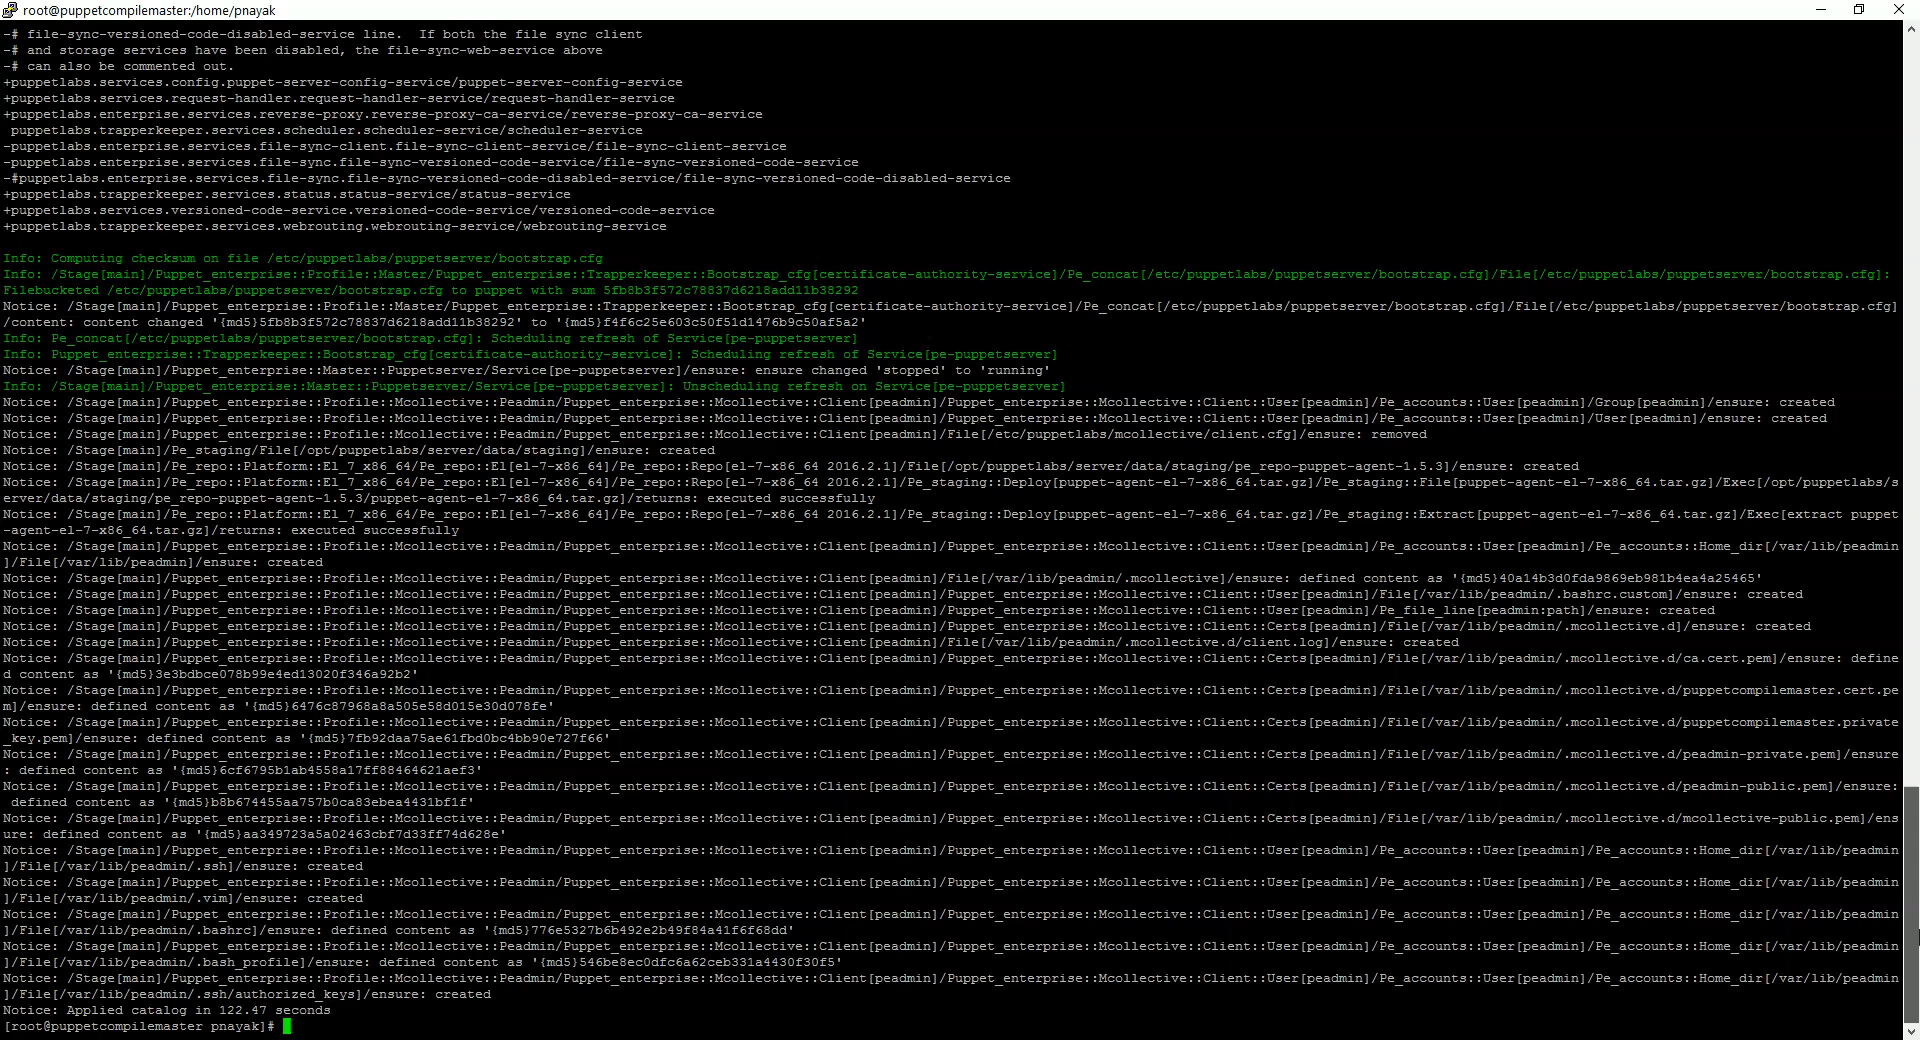 root@puppetcompilemaster:/home/pnayak
-# file-sync-versioned-code-disabled-service line.  If both the file sync client
-# and storage services have been disabled, the file-sync-web-service above
-# can also be commented out.
+puppetlabs.services.config.puppet-server-config-service/puppet-server-config-service
+puppetlabs.services.request-handler.request-handler-service/request-handler-service
+puppetlabs.enterprise.services.reverse-proxy.reverse-proxy-ca-service/reverse-proxy-ca-service
 puppetlabs.trapperkeeper.services.scheduler.scheduler-service/scheduler-service
-puppetlabs.enterprise.services.file-sync-client.file-sync-client-service/file-sync-client-service
-puppetlabs.enterprise.services.file-sync.file-sync-versioned-code-service/file-sync-versioned-code-service
-#puppetlabs.enterprise.services.file-sync.file-sync-versioned-code-disabled-service/file-sync-versioned-code-disabled-service
+puppetlabs.trapperkeeper.services.status.status-service/status-service
+puppetlabs.services.versioned-code-service.versioned-code-service/versioned-code-service
+puppetlabs.trapperkeeper.services.webrouting.webrouting-service/webrouting-service
Info: Computing checksum on file /etc/puppetlabs/puppetserver/bootstrap.cfg
Info: /Stage[main]/Puppet_enterprise::Profile::Master/Puppet_enterprise::Trapperkeeper::Bootstrap_cfg[certificate-authority-service]/Pe_concat[/etc/puppetlabs/puppetserver/bootstrap.cfg]/File[/etc/puppetlabs/puppetserver/bootstrap.cfg]:
Filebucketed /etc/puppetlabs/puppetserver/bootstrap.cfg to puppet with sum 5fb8b3f572c78837d6218add11b38292
Notice: /Stage[main]/Puppet_enterprise::Profile::Master/Puppet_enterprise::Trapperkeeper::Bootstrap_cfg[certificate-authority-service]/Pe_concat[/etc/puppetlabs/puppetserver/bootstrap.cfg]/File[/etc/puppetlabs/puppetserver/bootstrap.cfg]
/content: content changed '{md5}5fb8b3f572c78837d6218add11b38292' to '{md5}f4f6c25e603c50f51d1476b9c50af5a2'
Info: Pe_concat[/etc/puppetlabs/puppetserver/bootstrap.cfg]: Scheduling refresh of Service[pe-puppetserver]
Info: Puppet_enterprise::Trapperkeeper::Bootstrap_cfg[certificate-authority-service]: Scheduling refresh of Service[pe-puppetserver]
Notice: /Stage[main]/Puppet_enterprise::Master::Puppetserver/Service[pe-puppetserver]/ensure: ensure changed 'stopped' to 'running'
Info: /Stage[main]/Puppet_enterprise::Master::Puppetserver/Service[pe-puppetserver]: Unscheduling refresh on Service[pe-puppetserver]
Notice: /Stage[main]/Puppet_enterprise::Profile::Mcollective::Peadmin/Puppet_enterprise::Mcollective::Client[peadmin]/Puppet_enterprise::Mcollective::Client::User[peadmin]/Pe_accounts::User[peadmin]/Group[peadmin]/ensure: created
Notice: /Stage[main]/Puppet_enterprise::Profile::Mcollective::Peadmin/Puppet_enterprise::Mcollective::Client[peadmin]/Puppet_enterprise::Mcollective::Client::User[peadmin]/Pe_accounts::User[peadmin]/User[peadmin]/ensure: created
Notice: /Stage[main]/Puppet_enterprise::Profile::Mcollective::Peadmin/Puppet_enterprise::Mcollective::Client[peadmin]/File[/etc/puppetlabs/mcollective/client.cfg]/ensure: removed
Notice: /Stage[main]/Pe_staging/File[/opt/puppetlabs/server/data/staging]/ensure: created
Notice: /Stage[main]/Pe_repo::Platform::El_7_x86_64/Pe_repo::El[el-7-x86_64]/Pe_repo::Repo[el-7-x86_64 2016.2.1]/File[/opt/puppetlabs/server/data/staging/pe_repo-puppet-agent-1.5.3]/ensure: created
Notice: /Stage[main]/Pe_repo::Platform::El_7_x86_64/Pe_repo::El[el-7-x86_64]/Pe_repo::Repo[el-7-x86_64 2016.2.1]/Pe_staging::Deploy[puppet-agent-el-7-x86_64.tar.gz]/Pe_staging::File[puppet-agent-el-7-x86_64.tar.gz]/Exec[/opt/puppetlabs/s
erver/data/staging/pe_repo-puppet-agent-1.5.3/puppet-agent-el-7-x86_64.tar.gz]/returns: executed successfully
Notice: /Stage[main]/Pe_repo::Platform::El_7_x86_64/Pe_repo::El[el-7-x86_64]/Pe_repo::Repo[el-7-x86_64 2016.2.1]/Pe_staging::Deploy[puppet-agent-el-7-x86_64.tar.gz]/Pe_staging::Extract[puppet-agent-el-7-x86_64.tar.gz]/Exec[extract puppet
-agent-el-7-x86_64.tar.gz]/returns: executed successfully
Notice: /Stage[main]/Puppet_enterprise::Profile::Mcollective::Peadmin/Puppet_enterprise::Mcollective::Client[peadmin]/Puppet_enterprise::Mcollective::Client::User[peadmin]/Pe_accounts::User[peadmin]/Pe_accounts::Home_dir[/var/lib/peadmin
]/File[/var/lib/peadmin]/ensure: created
Notice: /Stage[main]/Puppet_enterprise::Profile::Mcollective::Peadmin/Puppet_enterprise::Mcollective::Client[peadmin]/File[/var/lib/peadmin/.mcollective]/ensure: defined content as '{md5}40a14b3d0fda9869eb981b4ea4a25465'
Notice: /Stage[main]/Puppet_enterprise::Profile::Mcollective::Peadmin/Puppet_enterprise::Mcollective::Client[peadmin]/Puppet_enterprise::Mcollective::Client::User[peadmin]/File[/var/lib/peadmin/.bashrc.custom]/ensure: created
Notice: /Stage[main]/Puppet_enterprise::Profile::Mcollective::Peadmin/Puppet_enterprise::Mcollective::Client[peadmin]/Puppet_enterprise::Mcollective::Client::User[peadmin]/Pe_file_line[peadmin:path]/ensure: created
Notice: /Stage[main]/Puppet_enterprise::Profile::Mcollective::Peadmin/Puppet_enterprise::Mcollective::Client[peadmin]/Puppet_enterprise::Mcollective::Client::Certs[peadmin]/File[/var/lib/peadmin/.mcollective.d]/ensure: created
Notice: /Stage[main]/Puppet_enterprise::Profile::Mcollective::Peadmin/Puppet_enterprise::Mcollective::Client[peadmin]/File[/var/lib/peadmin/.mcollective.d/client.log]/ensure: created
Notice: /Stage[main]/Puppet_enterprise::Profile::Mcollective::Peadmin/Puppet_enterprise::Mcollective::Client[peadmin]/Puppet_enterprise::Mcollective::Client::Certs[peadmin]/File[/var/lib/peadmin/.mcollective.d/ca.cert.pem]/ensure: define
d content as '{md5}3e3bdbce078b99e4ed13020f346a92b2'
Notice: /Stage[main]/Puppet_enterprise::Profile::Mcollective::Peadmin/Puppet_enterprise::Mcollective::Client[peadmin]/Puppet_enterprise::Mcollective::Client::Certs[peadmin]/File[/var/lib/peadmin/.mcollective.d/puppetcompilemaster.cert.pe
m]/ensure: defined content as '{md5}6476c87968a8a505e58d015e30d078fe'
Notice: /Stage[main]/Puppet_enterprise::Profile::Mcollective::Peadmin/Puppet_enterprise::Mcollective::Client[peadmin]/Puppet_enterprise::Mcollective::Client::Certs[peadmin]/File[/var/lib/peadmin/.mcollective.d/puppetcompilemaster.private
_key.pem]/ensure: defined content as '{md5}7fb92daa75ae61fbd0bc4bb90e727f66'
Notice: /Stage[main]/Puppet_enterprise::Profile::Mcollective::Peadmin/Puppet_enterprise::Mcollective::Client[peadmin]/Puppet_enterprise::Mcollective::Client::Certs[peadmin]/File[/var/lib/peadmin/.mcollective.d/peadmin-private.pem]/ensure
: defined content as '{md5}6cf6795b1ab4558a17ff88464621aef3'
Notice: /Stage[main]/Puppet_enterprise::Profile::Mcollective::Peadmin/Puppet_enterprise::Mcollective::Client[peadmin]/Puppet_enterprise::Mcollective::Client::Certs[peadmin]/File[/var/lib/peadmin/.mcollective.d/peadmin-public.pem]/ensure:
 defined content as '{md5}b8b674455aa757b0ca83ebea4431bf1f'
Notice: /Stage[main]/Puppet_enterprise::Profile::Mcollective::Peadmin/Puppet_enterprise::Mcollective::Client[peadmin]/Puppet_enterprise::Mcollective::Client::Certs[peadmin]/File[/var/lib/peadmin/.mcollective.d/mcollective-public.pem]/ens
ure: defined content as '{md5}aa349723a5a02463cbf7d33ff74d628e'
Notice: /Stage[main]/Puppet_enterprise::Profile::Mcollective::Peadmin/Puppet_enterprise::Mcollective::Client[peadmin]/Puppet_enterprise::Mcollective::Client::User[peadmin]/Pe_accounts::User[peadmin]/Pe_accounts::Home_dir[/var/lib/peadmin
]/File[/var/lib/peadmin/.ssh]/ensure: created
Notice: /Stage[main]/Puppet_enterprise::Profile::Mcollective::Peadmin/Puppet_enterprise::Mcollective::Client[peadmin]/Puppet_enterprise::Mcollective::Client::User[peadmin]/Pe_accounts::User[peadmin]/Pe_accounts::Home_dir[/var/lib/peadmin
]/File[/var/lib/peadmin/.vim]/ensure: created
Notice: /Stage[main]/Puppet_enterprise::Profile::Mcollective::Peadmin/Puppet_enterprise::Mcollective::Client[peadmin]/Puppet_enterprise::Mcollective::Client::User[peadmin]/Pe_accounts::User[peadmin]/Pe_accounts::Home_dir[/var/lib/peadmin
]/File[/var/lib/peadmin/.bashrc]/ensure: defined content as '{md5}776e5327b6b492e2b49f84a41f6f68dd'
Notice: /Stage[main]/Puppet_enterprise::Profile::Mcollective::Peadmin/Puppet_enterprise::Mcollective::Client[peadmin]/Puppet_enterprise::Mcollective::Client::User[peadmin]/Pe_accounts::User[peadmin]/Pe_accounts::Home_dir[/var/lib/peadmin
]/File[/var/lib/peadmin/.bash_profile]/ensure: defined content as '{md5}546be8ec0dfc6a62ceb331a4430f30f5'
Notice: /Stage[main]/Puppet_enterprise::Profile::Mcollective::Peadmin/Puppet_enterprise::Mcollective::Client[peadmin]/Puppet_enterprise::Mcollective::Client::User[peadmin]/Pe_accounts::User[peadmin]/Pe_accounts::Home_dir[/var/lib/peadmin
]/File[/var/lib/peadmin/.ssh/authorized_keys]/ensure: created
Notice: Applied catalog in 122.47 seconds
[root@puppetcompilemaster pnayak]#